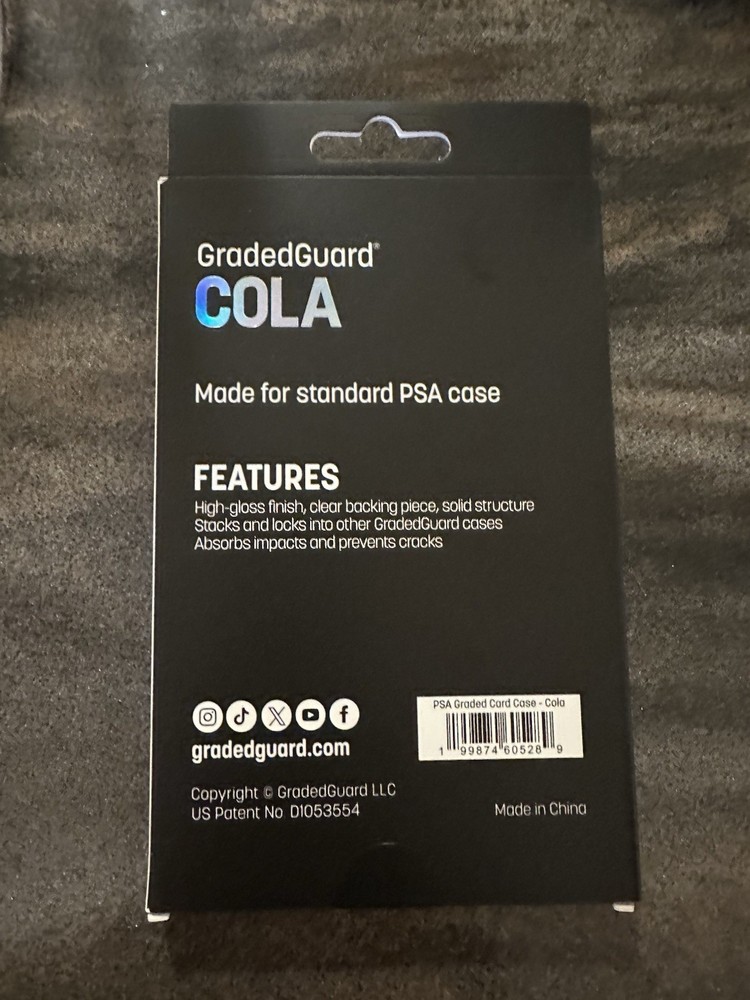 GradedGuard®
COLA
Made for standard PSA case
FEATURES
High-gloss finish, clear backing piece, solid structure
Stacks and locks into other GradedGuard cases
Absorbs impacts and prevents cracks
gradedguard.com
PSA Graded Card Case - Cola
1 99874 60528 9
Copyright © GradedGuard LLC
US Patent No. D1053554
Made in China